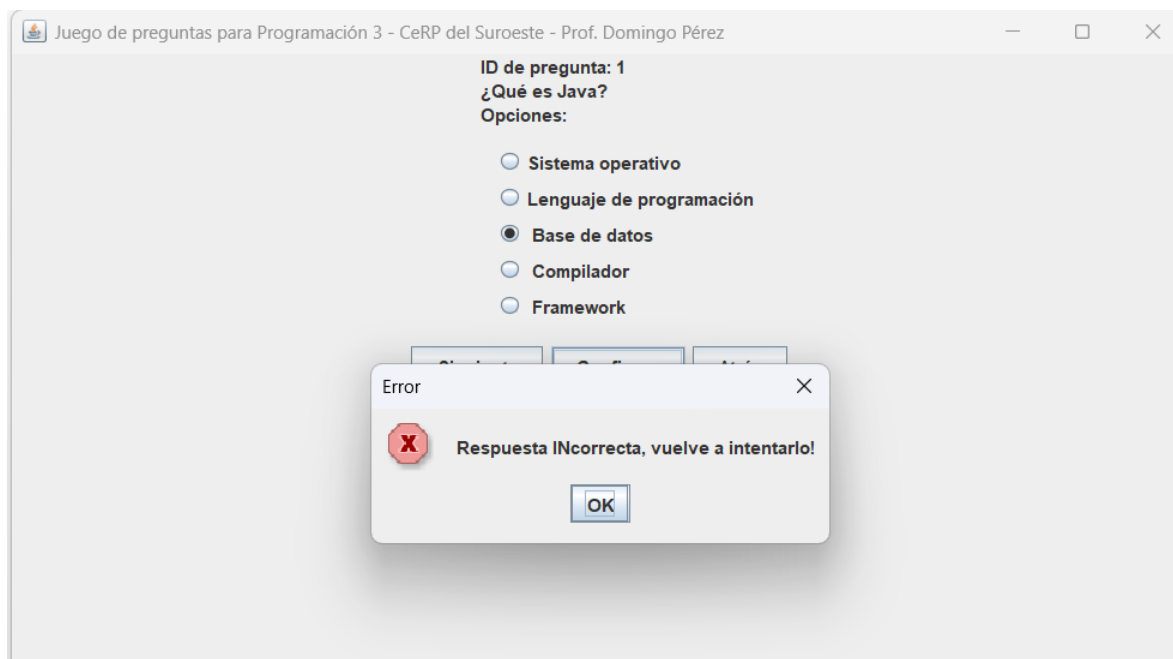 Juego de preguntas para Programación 3 - CeRP del Suroeste - Prof. Domingo Pérez
ID de pregunta: 1
¿Qué es Java?
Opciones:
Sistema operativo
Lenguaje de programación
Base de datos
Compilador
Framework
Error
Respuesta INcorrecta, vuelve a intentarlo!
OK